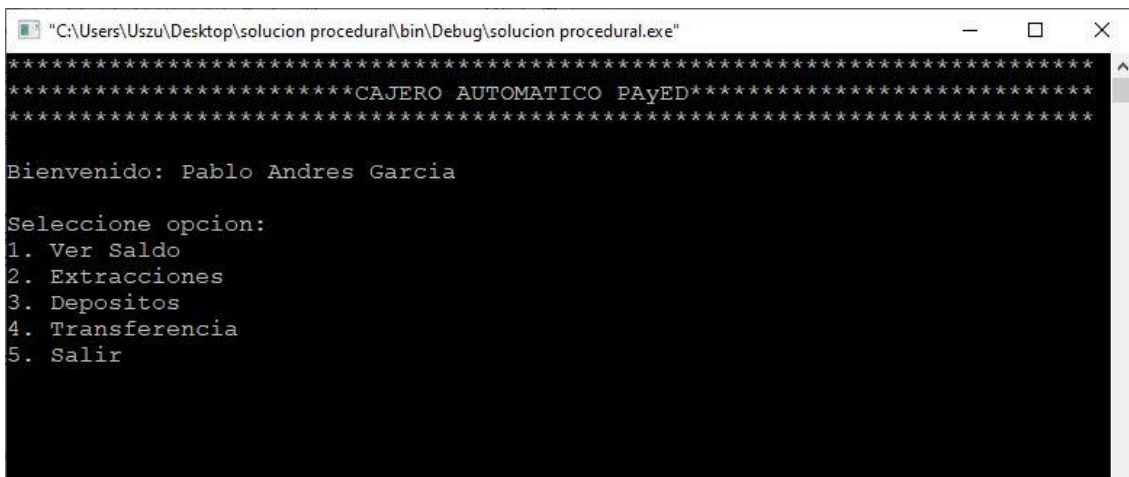 "C:\Users\Uszu\Desktop\solucion procedural\bin\Debug\solucion procedural.exe"
***************************************************************************
************************CAJERO AUTOMATICO PAyED****************************
***************************************************************************
Bienvenido: Pablo Andres Garcia
Seleccione opcion:
1. Ver Saldo
2. Extracciones
3. Depositos
4. Transferencia
5. Salir